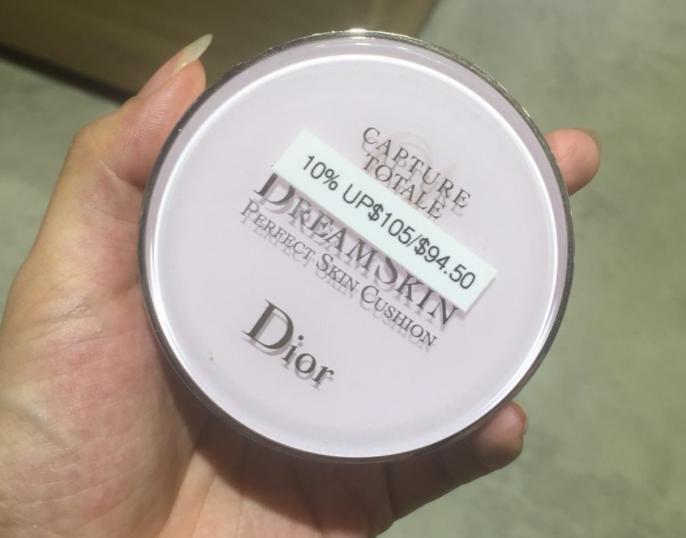 CAPTURE
TOTALE
10% UP$105/$94.50
DREAMSKIN
PERFECT SKIN CUSHION
Dior